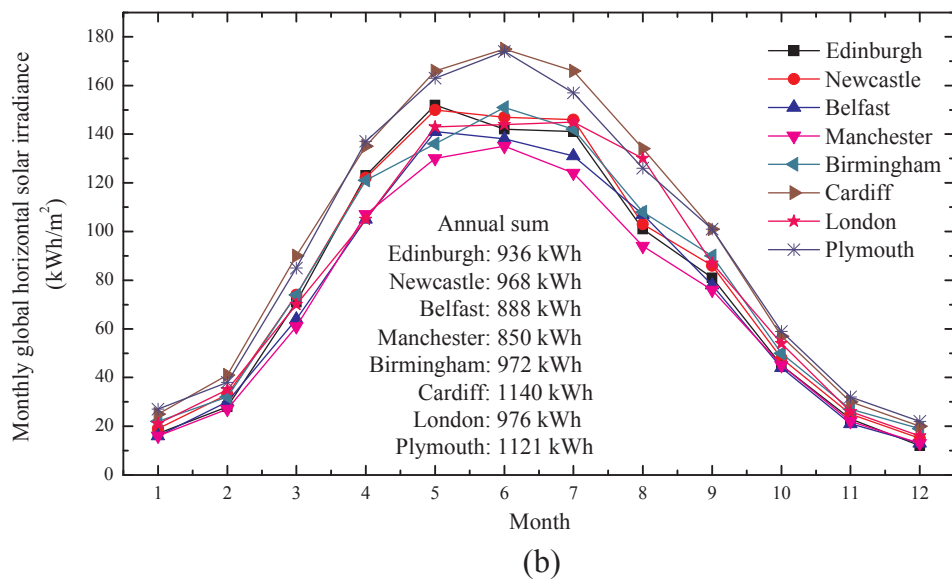 Monthly global horizontal solar irradiance
(kWh/m²)
180
160
140
120
100
80
60
40
20
0
Edinburgh
Newcastle
Belfast
Manchester
Birmingham
Cardiff
London
Plymouth
Annual sum
Edinburgh: 936 kWh
Newcastle: 968 kWh
Belfast: 888 kWh
Manchester: 850 kWh
Birmingham: 972 kWh
Cardiff: 1140 kWh
London: 976 kWh
Plymouth: 1121 kWh
1 2 3 4 5 6 7 8 9 10 11 12
Month
(b)